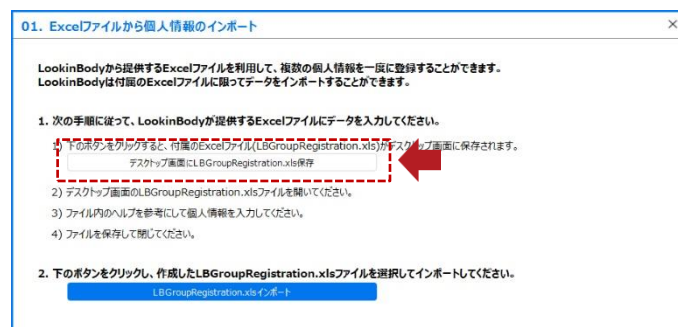 01. Excelファイルから個人情報のインポート
×
LookinBodyから提供するExcelファイルを利用して、複数の個人情報を一度に登録することができます。
LookinBodyは付属のExcelファイルに限ってデータをインポートすることができます。
1. 次の手順に従って、LookinBodyが提供するExcelファイルにデータを入力してください。
1) 下のボタンをクリックすると、付属のExcelファイル(LBGroupRegistration.xls)がデスクトップ画面に保存されます。
デスクトップ画面にLBGroupRegistration.xls保存
2) デスクトップ画面のLBGroupRegistration.xlsファイルを開いてください。
3) ファイル内のヘルプを参考にして個人情報を入力してください。
4) ファイルを保存して閉じてください。
2. 下のボタンをクリックし、作成したLBGroupRegistration.xlsファイルを選択してインポートしてください。
LBGroupRegistration.xlsインポート